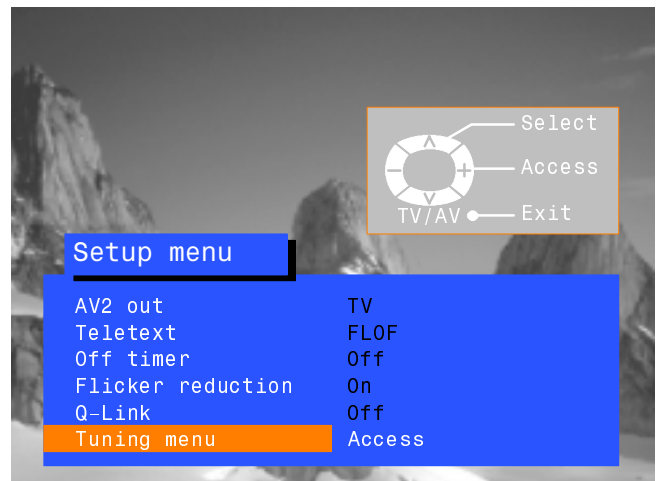 Select
Access
TV/AV Exit
Setup menu
AV2 out TV
Teletext FLOF
Off timer Off
Flicker reduction On
Q-Link Off
Tuning menu Access